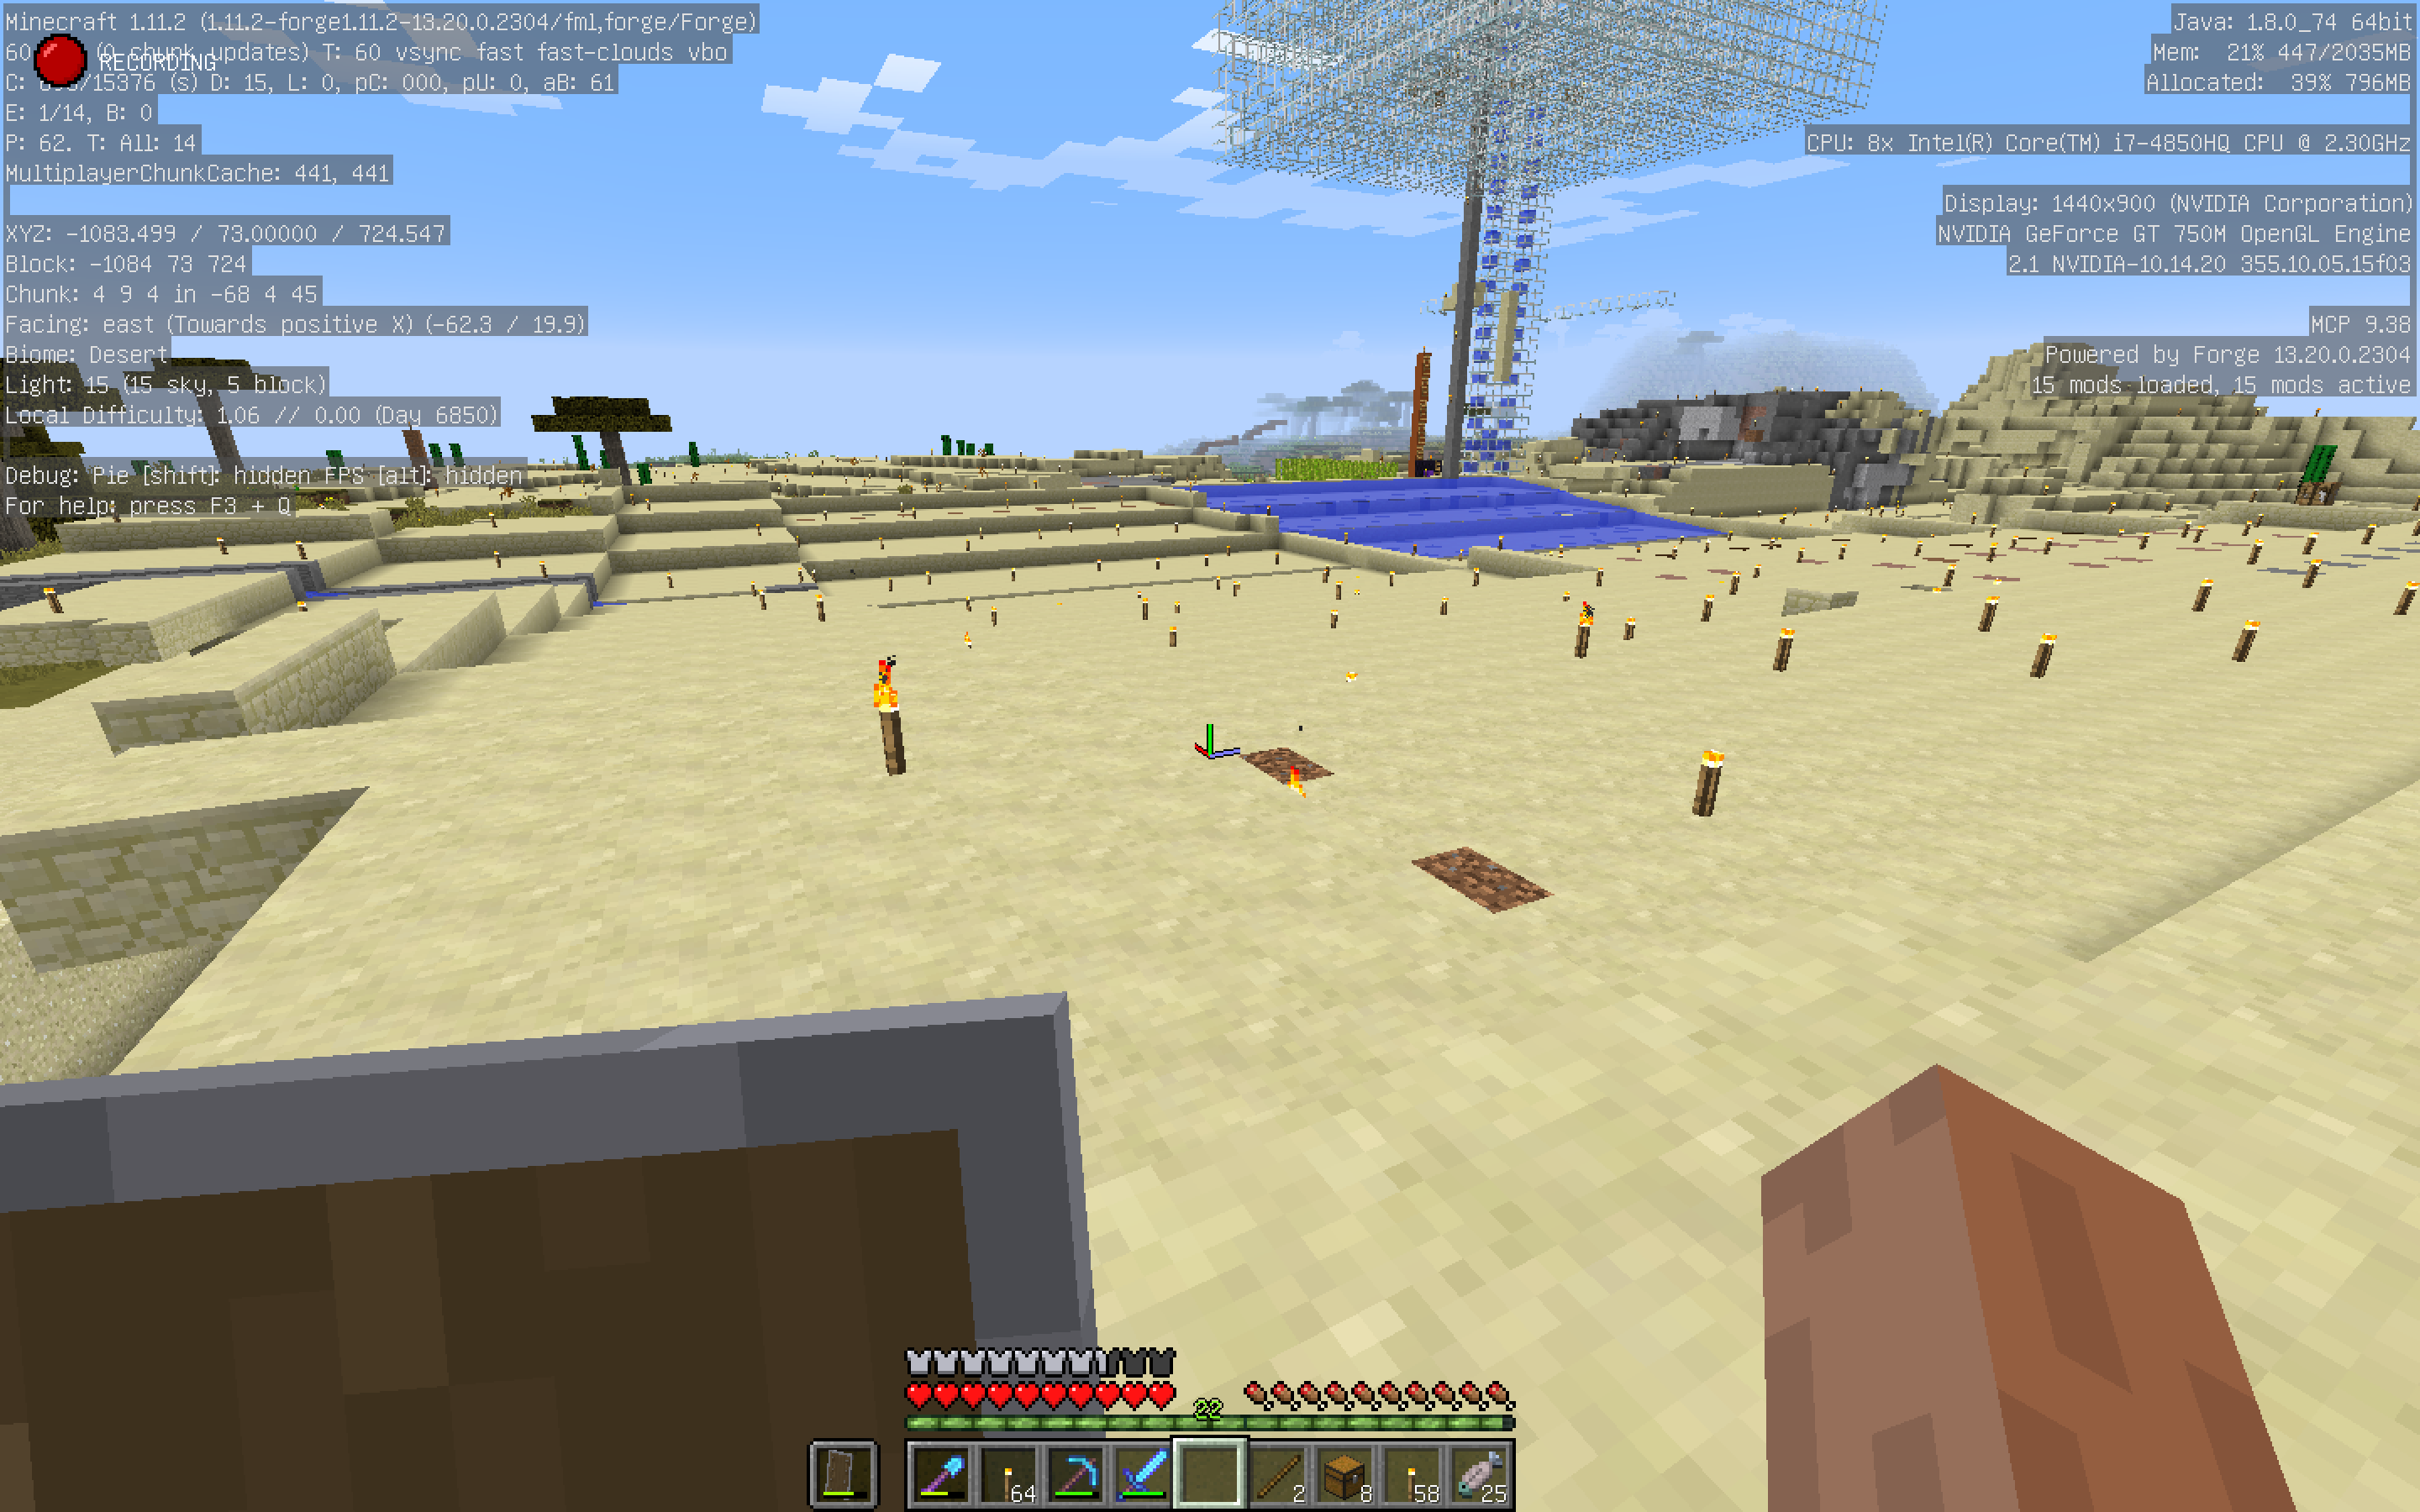 Minecraft 1.11.2 (1.11.2-forge1.11.2-13.20.0.2304/fml,forge/Forge)
60 (0 chunk updates) T: 60 vsync fast fast-clouds vbo
RECORDING
C: /15376 (s) D: 15, L: 0, pC: 000, pU: 0, aB: 61
E: 1/14, B: 0
P: 62. T: All: 14
MultiplayerChunkCache: 441, 441
XYZ: -1083.499 / 73.00000 / 724.547
Block: -1084 73 724
Chunk: 4 9 4 in -68 4 45
Facing: east (Towards positive X) (-62.3 / 19.9)
Biome: Desert
Light: 15 (15 sky, 5 block)
Local Difficulty: 1.06 // 0.00 (Day 6850)
Debug: Pie [shift]: hidden FPS [alt]: hidden
For help: press F3 + Q
Java: 1.8.0_74 64bit
Mem: 21% 447/2035MB
Allocated: 39% 796MB
CPU: 8x Intel(R) Core(TM) i7-4850HQ CPU @ 2.30GHz
Display: 1440x900 (NVIDIA Corporation)
NVIDIA GeForce GT 750M OpenGL Engine
2.1 NVIDIA-10.14.20 355.10.05.15f03
MCP 9.38
Powered by Forge 13.20.0.2304
15 mods loaded, 15 mods active
22
64 2 8 58 25